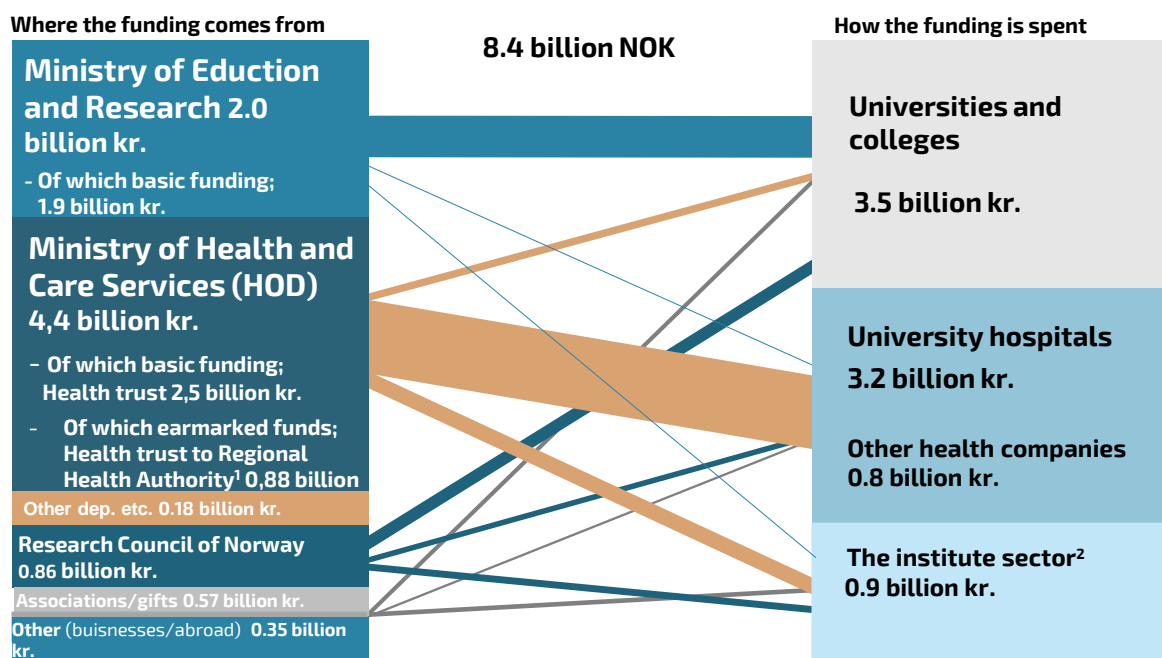 Where the funding comes from
8.4 billion NOK
How the funding is spent
Ministry of Eduction
and Research 2.0
billion kr.
- Of which basic funding;
1.9 billion kr.
Ministry of Health and
Care Services (HOD)
4,4 billion kr.
- Of which basic funding;
Health trust 2,5 billion kr.
- Of which earmarked funds;
Health trust to Regional
Health Authority¹ 0,88 billion
Other dep. etc. 0.18 billion kr.
Research Council of Norway
0.86 billion kr.
Associations/gifts 0.57 billion kr.
Other (buisnesses/abroad) 0.35 billion
kr.
Universities and
colleges
3.5 billion kr.
University hospitals
3.2 billion kr.
Other health companies
0.8 billion kr.
The institute sector²
0.9 billion kr.